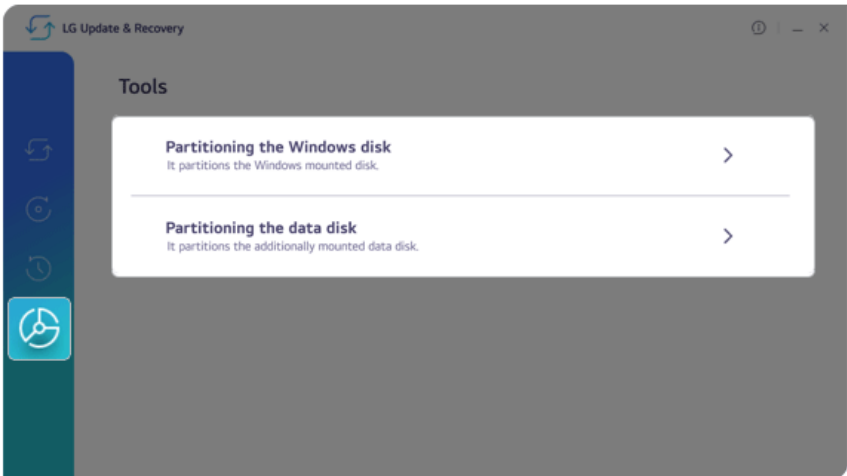 LG Update & Recovery
Tools
Partitioning the Windows disk
It partitions the Windows mounted disk.
Partitioning the data disk
It partitions the additionally mounted data disk.